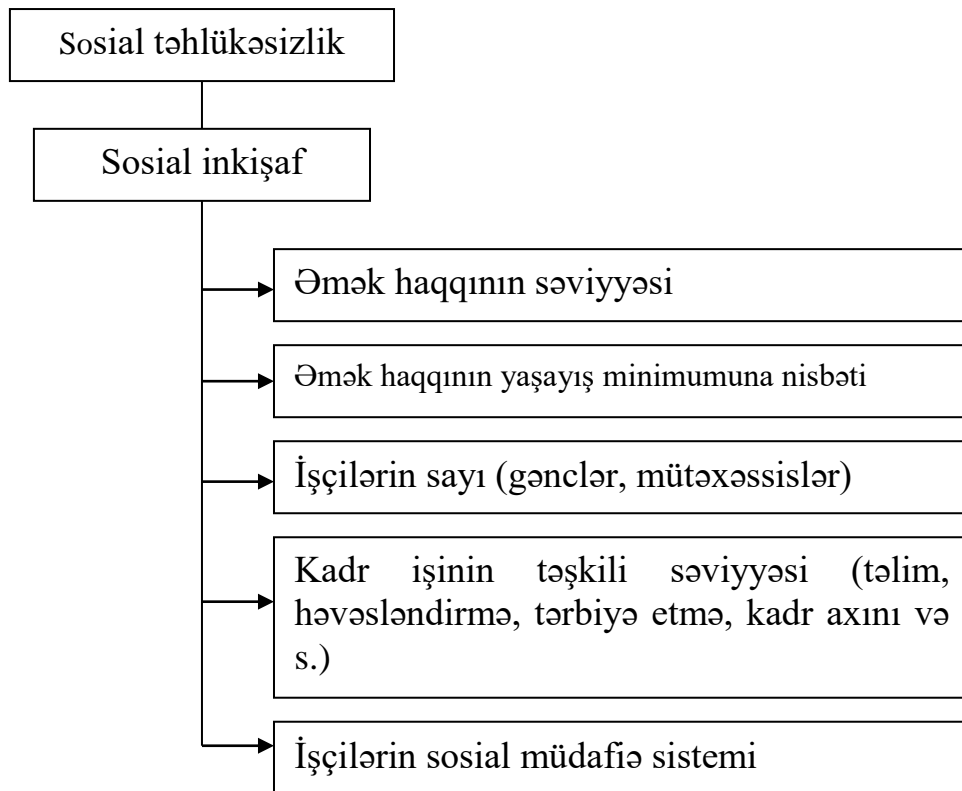 Sosial təhlükəsizlik
Sosial inkişaf
Əmək haqqının səviyyəsi
Əmək haqqının yaşayış minimumuna nisbəti
İşçilərin sayı (gənclər, mütəxəssislər)
Kadr işinin təşkili səviyyəsi (təlim,
həvəsləndirmə, tərbiyə etmə, kadr axını və
s.)
İşçilərin sosial müdafiə sistemi